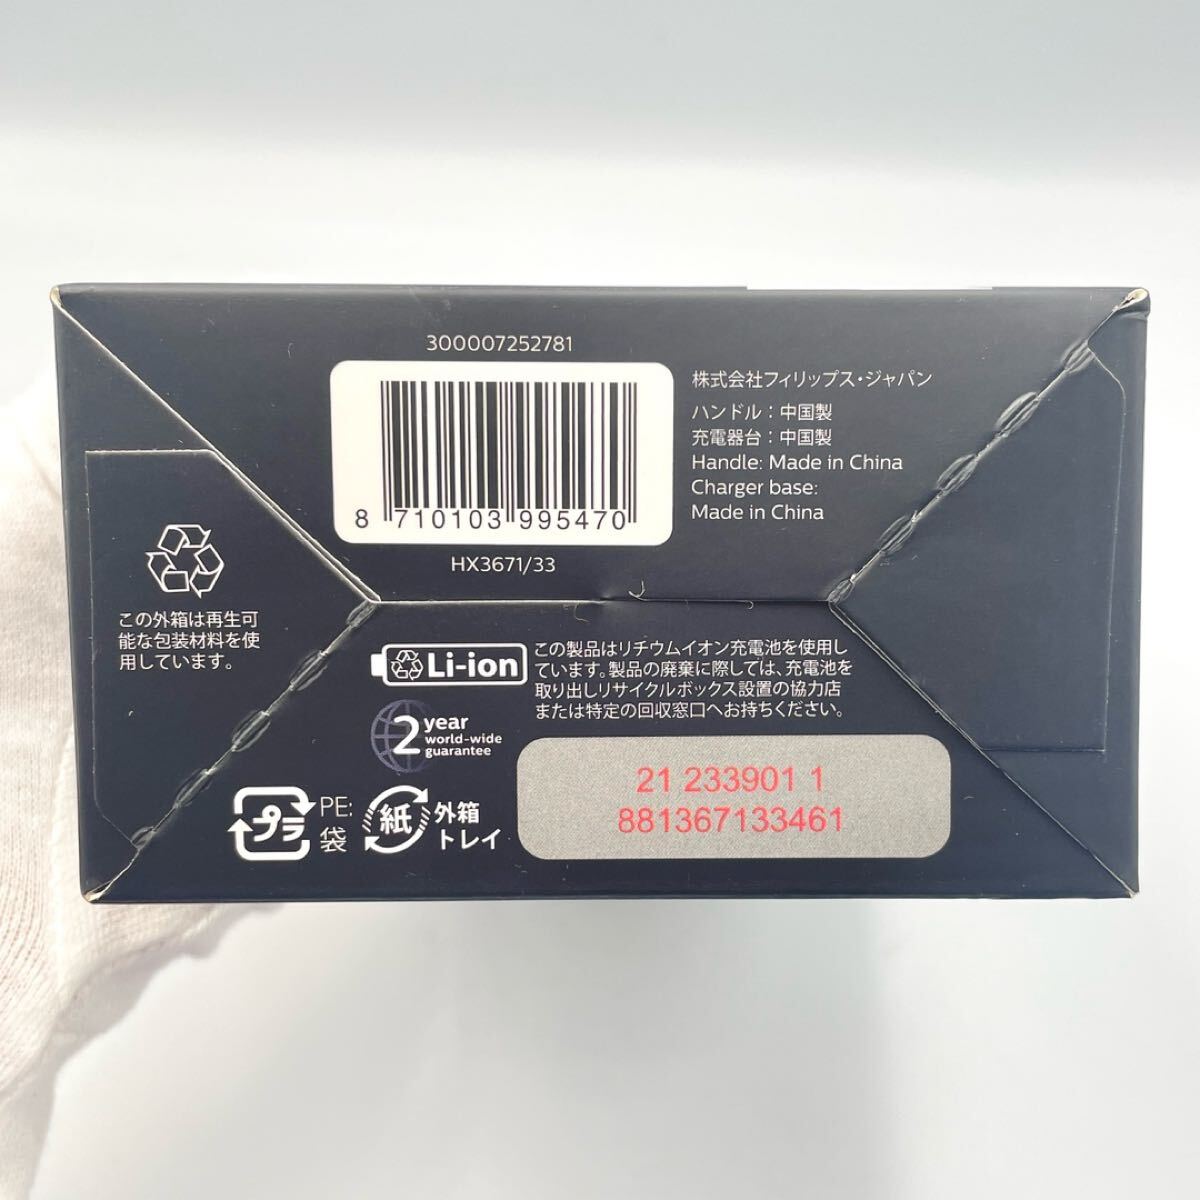 300007252781
8 710103 995470
HX3671/33
株式会社フィリップス・ジャパン
ハンドル：中国製
充電器台：中国製
Handle: Made in China
Charger base:
Made in China
この外箱は再生可
能な包装材料を使
用しています。
Li-ion
この製品はリチウムイオン充電池を使用し
ています。製品の廃棄に際しては、充電池を
取り出しリサイクルボックス設置の協力店
または特定の回収窓口へお持ちください。
2 year
world-wide
guarantee
プラ
PE:
袋
紙
外箱
トレイ
21 233901 1
881367133461